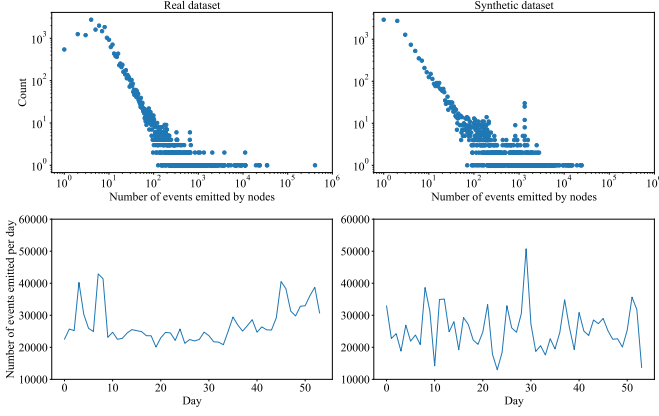 Real dataset
Synthetic dataset
10^3
10^2
10^1
10^0
Count
10^0 10^1 10^2 10^3 10^4 10^5 10^6
Number of events emitted by nodes
10^3
10^2
10^1
10^0
10^0 10^1 10^2 10^3 10^4 10^5 10^6
Number of events emitted by nodes
60000
50000
40000
30000
20000
10000
Number of events emitted per day
0 10 20 30 40 50
Day
60000
50000
40000
30000
20000
10000
0 10 20 30 40 50
Day